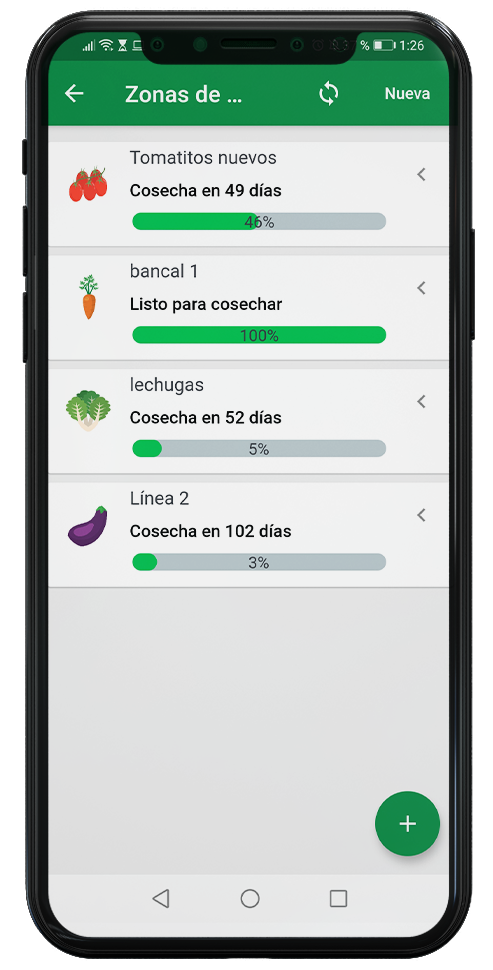 % 1:26
Zonas de ...
Nueva
Tomatitos nuevos
Cosecha en 49 días
46%
bancal 1
Listo para cosechar
100%
lechugas
Cosecha en 52 días
5%
Línea 2
Cosecha en 102 días
3%